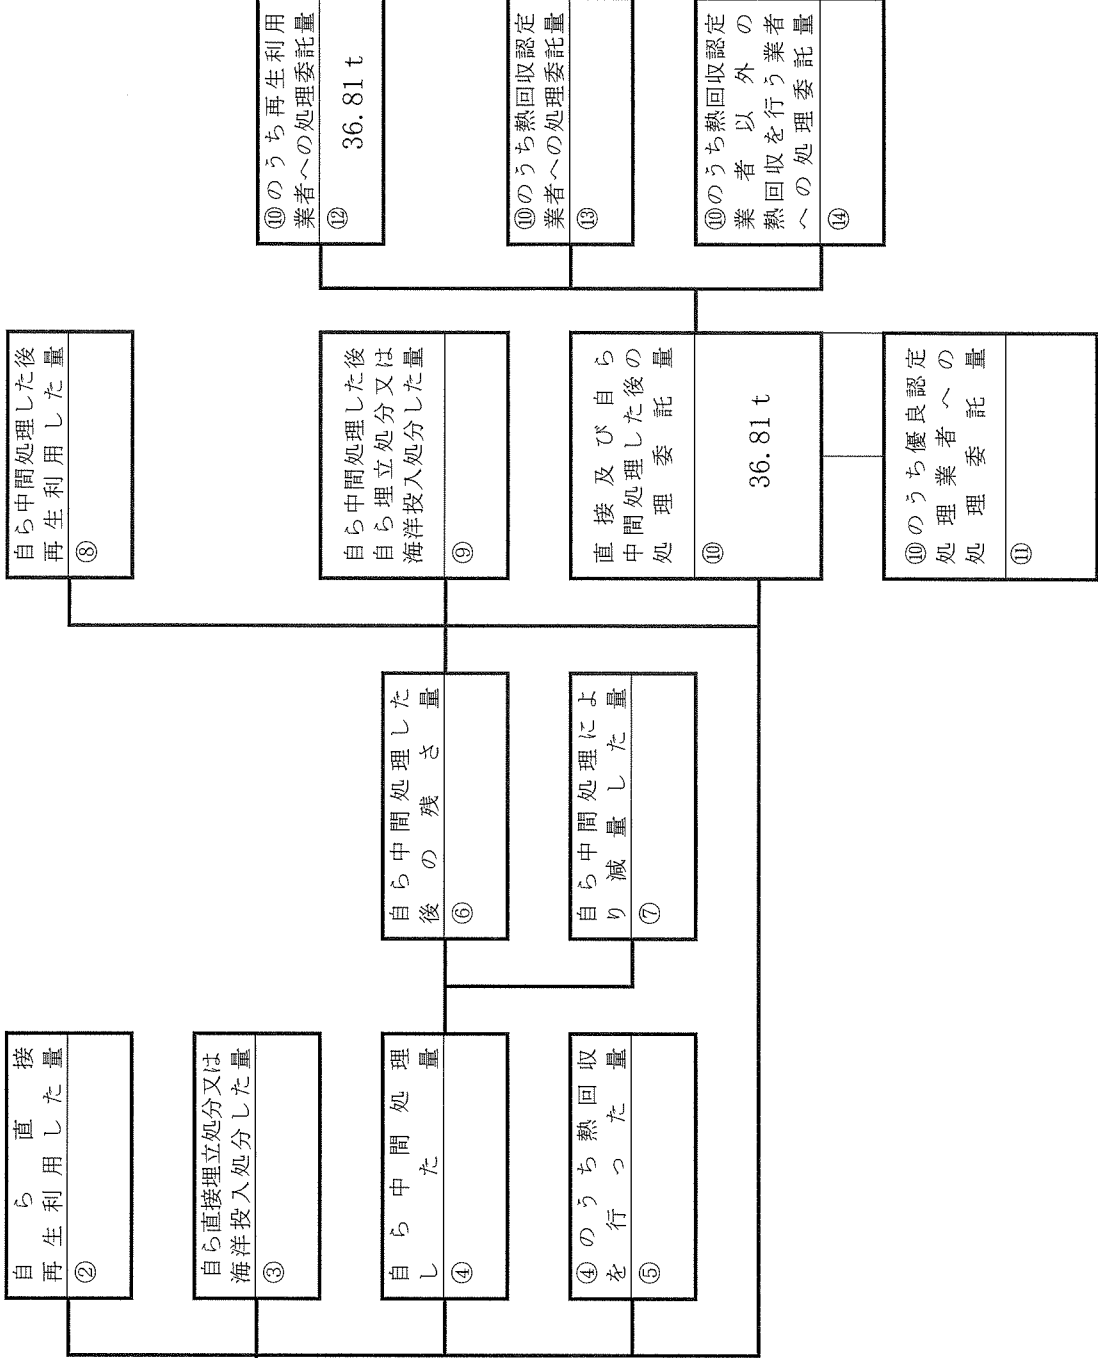 自ら直接
再生利用した量
②
自ら直接埋立処分又は
海洋投入処分した量
③
自ら中間処理
した量
④
④のうち熱回収
を行った量
⑤
自ら中間処理した
後の残さ量
⑥
自ら中間処理によ
り減量した量
⑦
自ら中間処理した後
再生利用した量
⑧
自ら中間処理した後
自ら埋立処分又は
海洋投入処分した量
⑨
直接及び自ら
中間処理した後の
処理委託量
⑩
36.81 t
⑩のうち優良認定
処理業者への
処理委託量
⑪
⑩のうち再生利用
業者への処理委託量
⑫
36.81 t
⑩のうち熱回収認定
業者への処理委託量
⑬
⑩のうち熱回収認定
業者以外の
熱回収を行う業者
への処理委託量
⑭